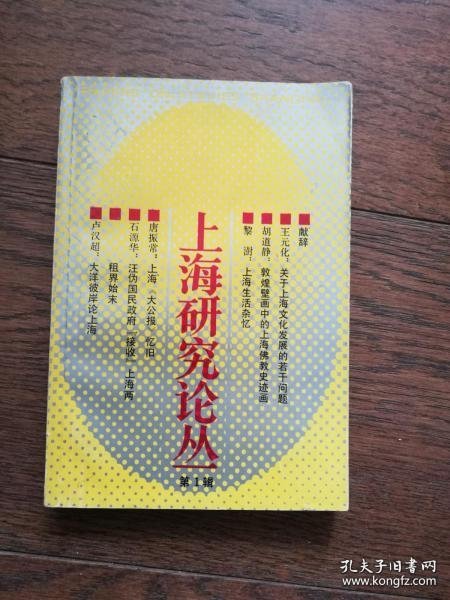 上海研究论丛
第1辑
献辞
王元化：关于上海文化发展的若干问题
胡道静：敦煌壁画中的上海佛教史迹画
黎澍：上海生活杂忆
唐振常：上海《大公报》忆旧
石源华：汪伪国民政府“接收”上海两
租界始末
卢汉超：大洋彼岸论上海
孔夫子旧书网
www.kongfz.com